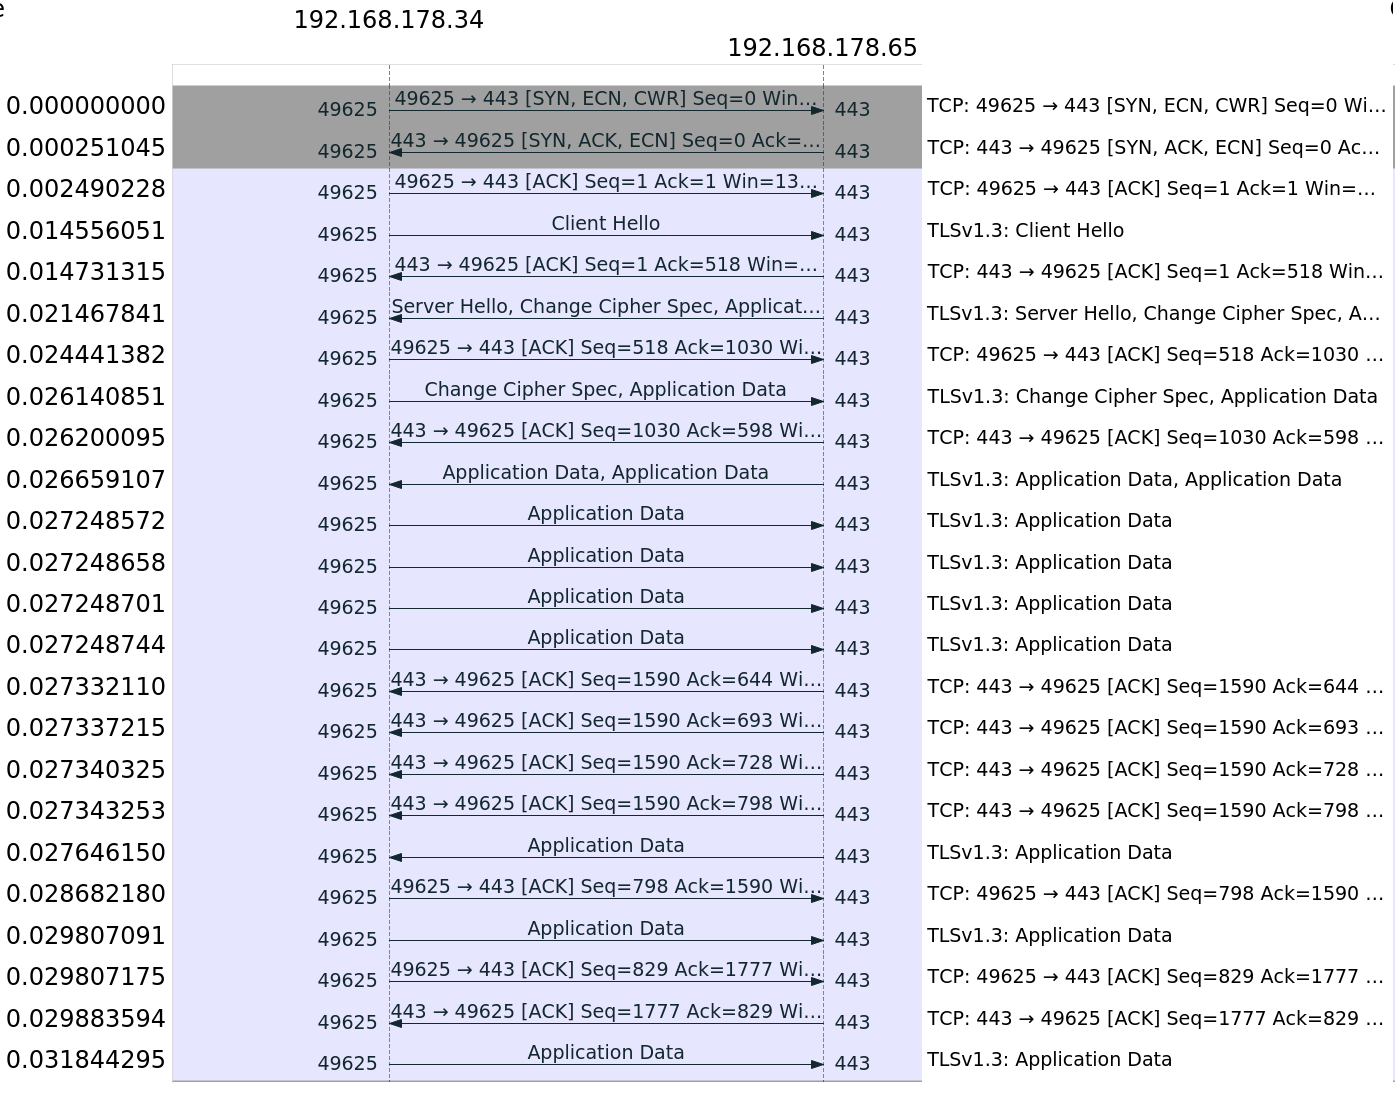 e
192.168.178.34
192.168.178.65
0.000000000 49625 49625 → 443 [SYN, ECN, CWR] Seq=0 Win... 443 TCP: 49625 → 443 [SYN, ECN, CWR] Seq=0 Wi...
0.000251045 49625 443 → 49625 [SYN, ACK, ECN] Seq=0 Ack=... 443 TCP: 443 → 49625 [SYN, ACK, ECN] Seq=0 Ac...
0.002490228 49625 49625 → 443 [ACK] Seq=1 Ack=1 Win=13... 443 TCP: 49625 → 443 [ACK] Seq=1 Ack=1 Win=...
0.014556051 49625 Client Hello 443 TLSv1.3: Client Hello
0.014731315 49625 443 → 49625 [ACK] Seq=1 Ack=518 Win=... 443 TCP: 443 → 49625 [ACK] Seq=1 Ack=518 Win...
0.021467841 49625 Server Hello, Change Cipher Spec, Applicat... 443 TLSv1.3: Server Hello, Change Cipher Spec, A...
0.024441382 49625 49625 → 443 [ACK] Seq=518 Ack=1030 Wi... 443 TCP: 49625 → 443 [ACK] Seq=518 Ack=1030 ...
0.026140851 49625 Change Cipher Spec, Application Data 443 TLSv1.3: Change Cipher Spec, Application Data
0.026200095 49625 443 → 49625 [ACK] Seq=1030 Ack=598 Wi... 443 TCP: 443 → 49625 [ACK] Seq=1030 Ack=598 ...
0.026659107 49625 Application Data, Application Data 443 TLSv1.3: Application Data, Application Data
0.027248572 49625 Application Data 443 TLSv1.3: Application Data
0.027248658 49625 Application Data 443 TLSv1.3: Application Data
0.027248701 49625 Application Data 443 TLSv1.3: Application Data
0.027248744 49625 Application Data 443 TLSv1.3: Application Data
0.027332110 49625 443 → 49625 [ACK] Seq=1590 Ack=644 Wi... 443 TCP: 443 → 49625 [ACK] Seq=1590 Ack=644 ...
0.027337215 49625 443 → 49625 [ACK] Seq=1590 Ack=693 Wi... 443 TCP: 443 → 49625 [ACK] Seq=1590 Ack=693 ...
0.027340325 49625 443 → 49625 [ACK] Seq=1590 Ack=728 Wi... 443 TCP: 443 → 49625 [ACK] Seq=1590 Ack=728 ...
0.027343253 49625 443 → 49625 [ACK] Seq=1590 Ack=798 Wi... 443 TCP: 443 → 49625 [ACK] Seq=1590 Ack=798 ...
0.027646150 49625 Application Data 443 TLSv1.3: Application Data
0.028682180 49625 49625 → 443 [ACK] Seq=798 Ack=1590 Wi... 443 TCP: 49625 → 443 [ACK] Seq=798 Ack=1590 ...
0.029807091 49625 Application Data 443 TLSv1.3: Application Data
0.029807175 49625 49625 → 443 [ACK] Seq=829 Ack=1777 Wi... 443 TCP: 49625 → 443 [ACK] Seq=829 Ack=1777 ...
0.029883594 49625 443 → 49625 [ACK] Seq=1777 Ack=829 Wi... 443 TCP: 443 → 49625 [ACK] Seq=1777 Ack=829 ...
0.031844295 49625 Application Data 443 TLSv1.3: Application Data